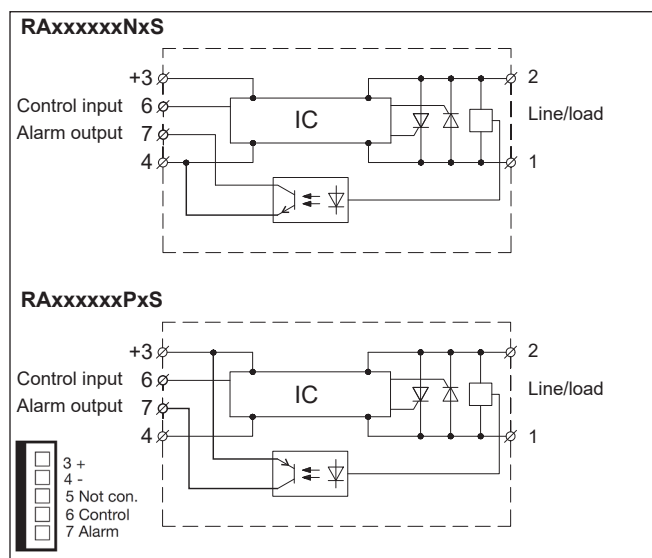 RAxxxxxxNxS
+3
2
Control input 6
IC
Line/load
Alarm output 7
4
1
RAxxxxxxPxS
+3
2
Control input 6
IC
Line/load
Alarm output 7
4
1
3 +
4 -
5 Not con.
6 Control
7 Alarm